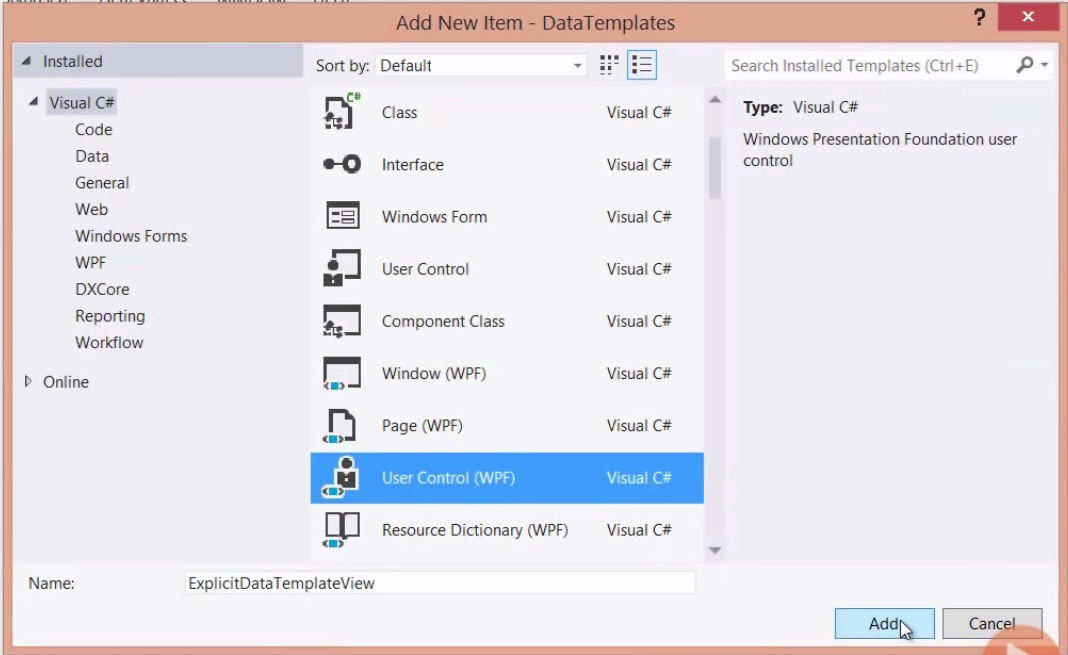 Add New Item - DataTemplates
?
Installed
Sort by: Default
Search Installed Templates (Ctrl+E)
Visual C#
Code
Data
General
Web
Windows Forms
WPF
DXCore
Reporting
Workflow
Online
C#
Class Visual C#
Interface Visual C#
Windows Form Visual C#
User Control Visual C#
Component Class Visual C#
Window (WPF) Visual C#
Page (WPF) Visual C#
User Control (WPF) Visual C#
Resource Dictionary (WPF) Visual C#
Type: Visual C#
Windows Presentation Foundation user
control
Name: ExplicitDataTemplateView
Add Cancel